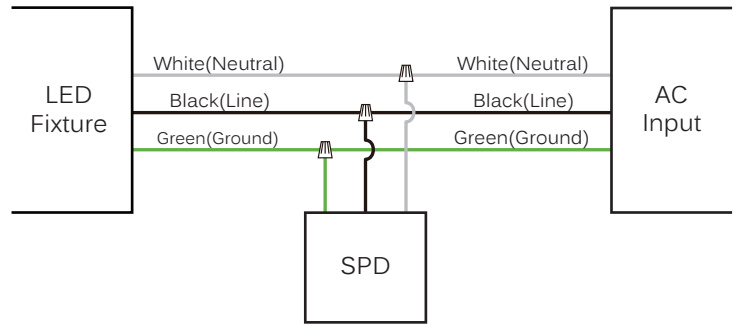 White(Neutral)
White(Neutral)
LED
Fixture
Black(Line)
Black(Line)
AC
Input
Green(Ground)
Green(Ground)
SPD